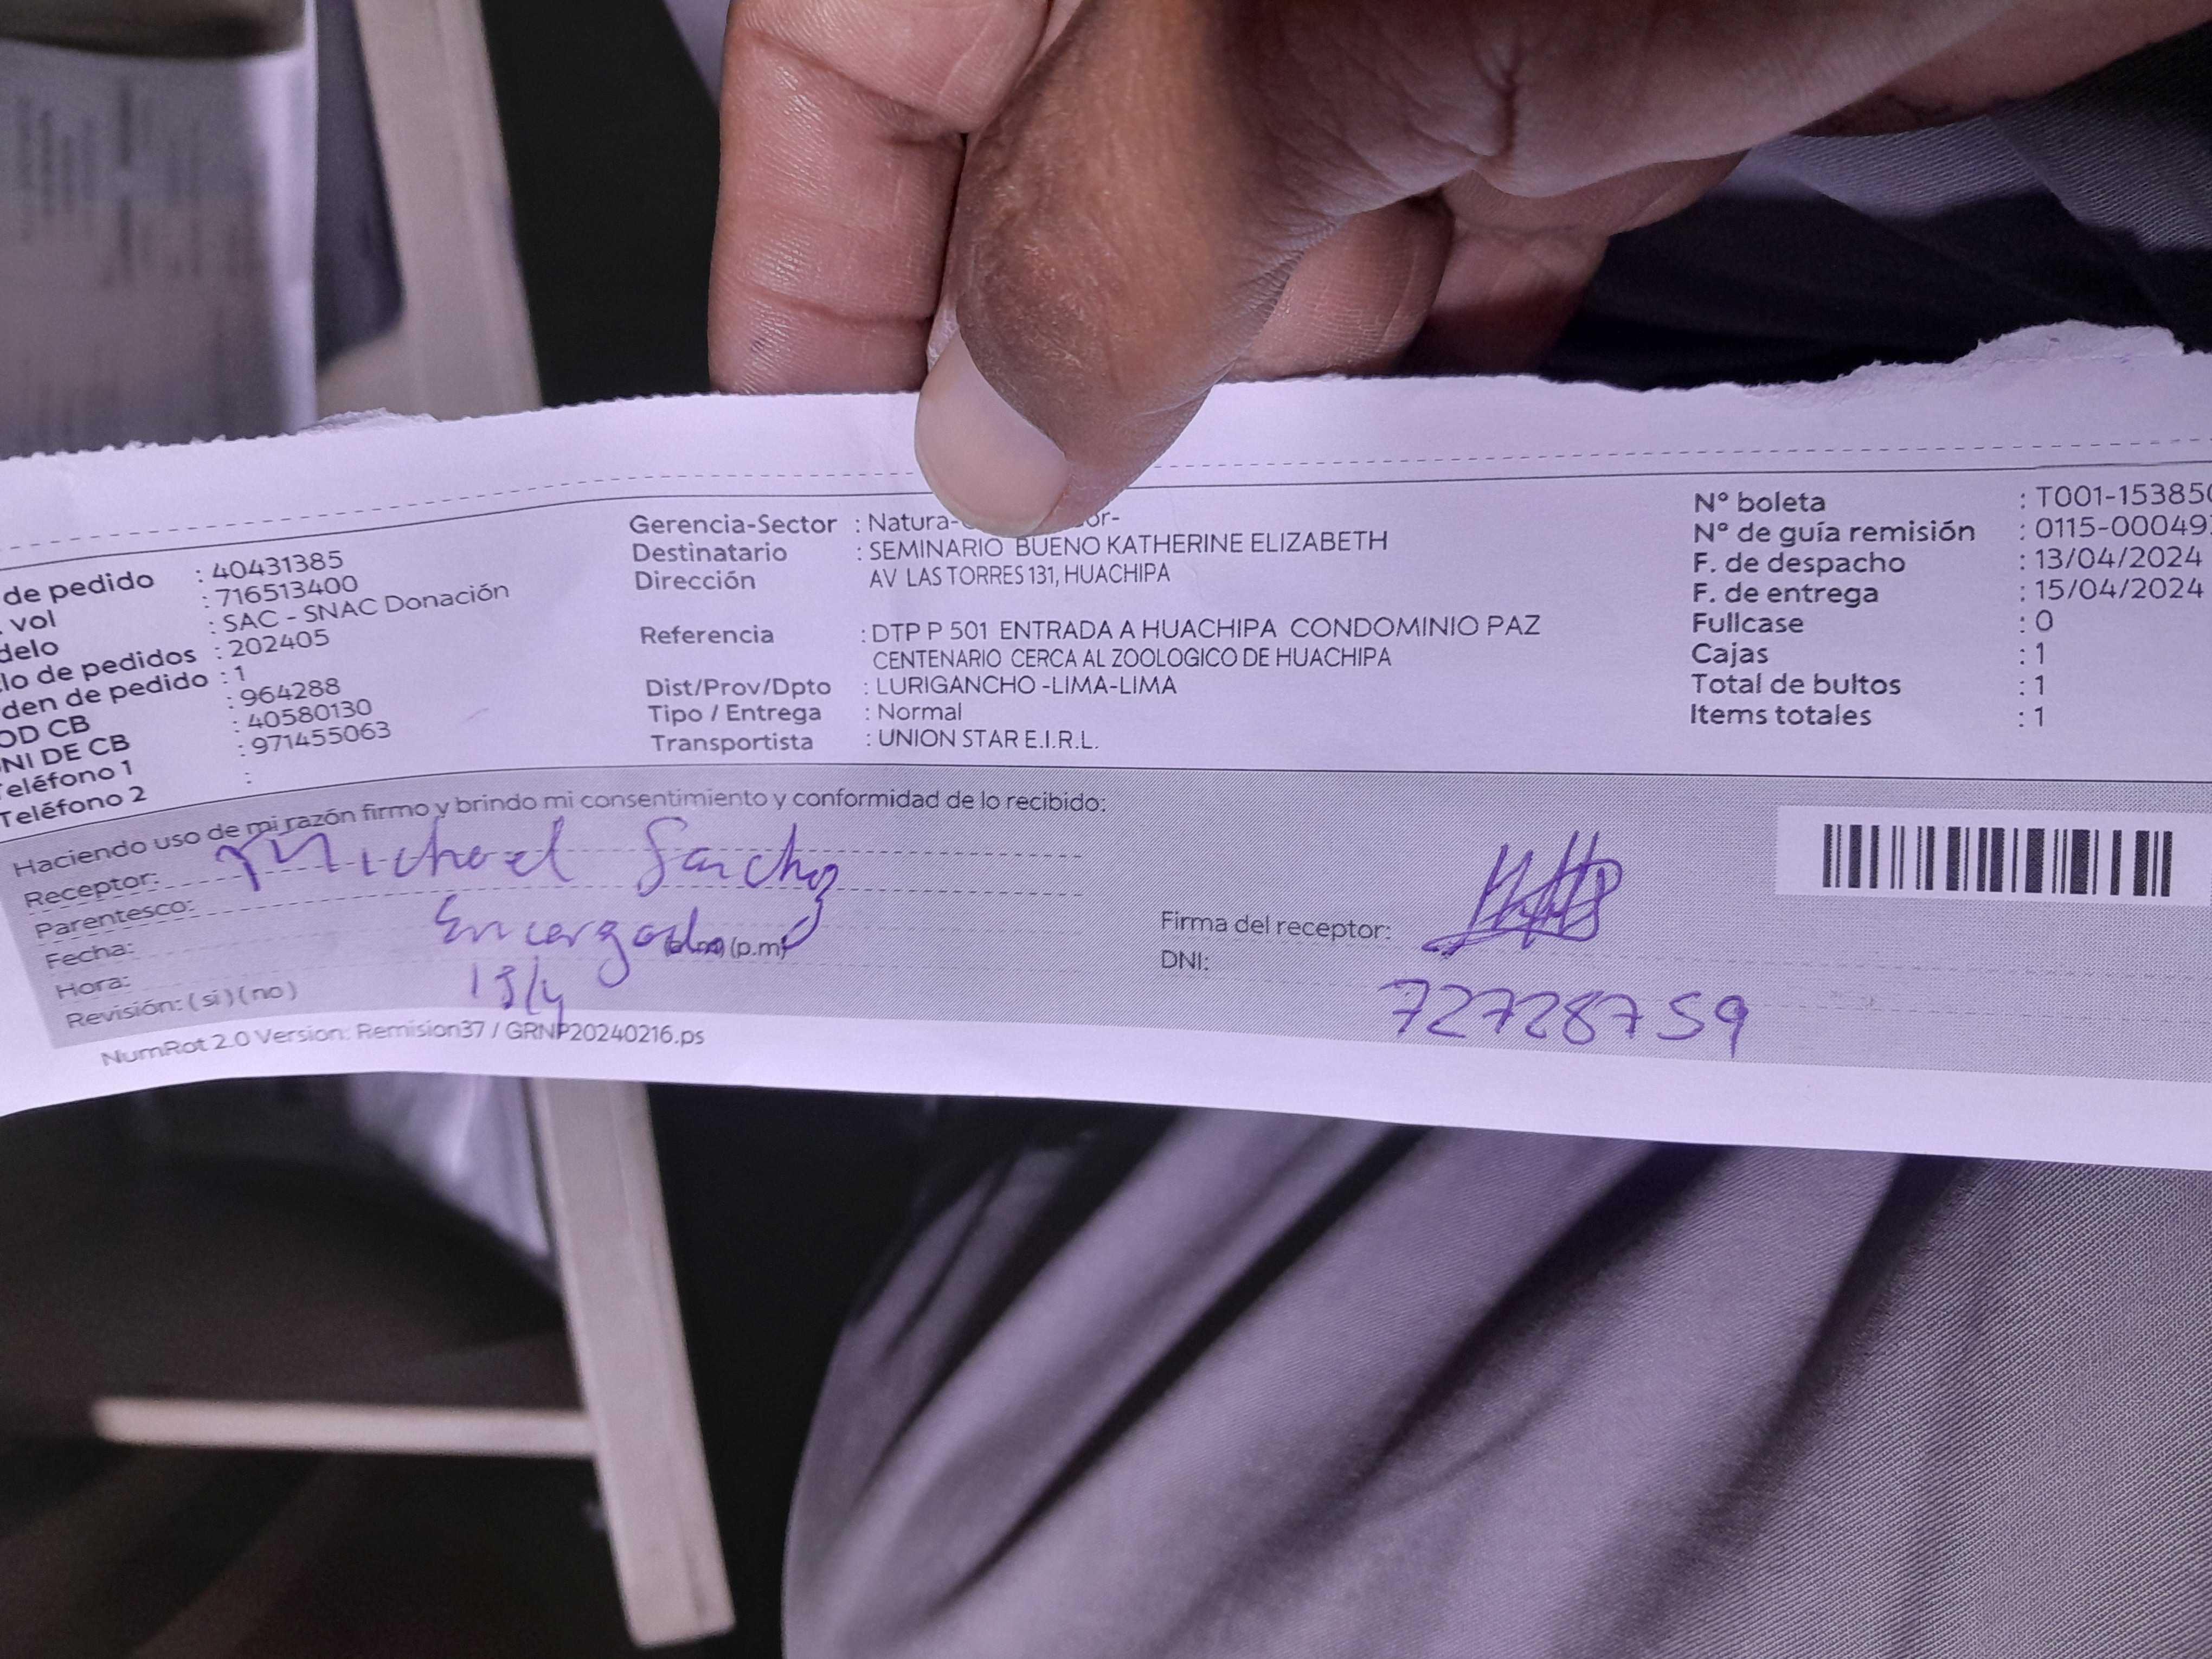 de pedido : 40431385
vol : 716513400
delo : SAC - SNAC Donación
lo de pedidos : 202405
den de pedido : 1
OD CB : 964288
NI DE CB : 40580130
Teléfono 1 : 971455063
Teléfono 2 :
Gerencia-Sector : Natura- or-
Destinatario : SEMINARIO BUENO KATHERINE ELIZABETH
Dirección AV LAS TORRES 131, HUACHIPA
Referencia : DTP P 501 ENTRADA A HUACHIPA CONDOMINIO PAZ
CENTENARIO CERCA AL ZOOLOGICO DE HUACHIPA
Dist/Prov/Dpto : LURIGANCHO -LIMA-LIMA
Tipo / Entrega : Normal
Transportista : UNION STAR E.I.R.L.
Nº boleta : T001-15385
Nº de guía remisión : 0115-00049
F. de despacho : 13/04/2024
F. de entrega : 15/04/2024
Fullcase : 0
Cajas : 1
Total de bultos : 1
Items totales : 1
Haciendo uso de mi razón firmo y brindo mi consentimiento y conformidad de lo recibido:
Receptor: Michael Sanchez
Parentesco: Encargado
Fecha: 15/4
Hora: (p.m)
Revisión: (si)(no)
Firma del receptor:
DNI: 72728759
NumRot 2.0 Version: Remision37 / GRNP20240216.ps